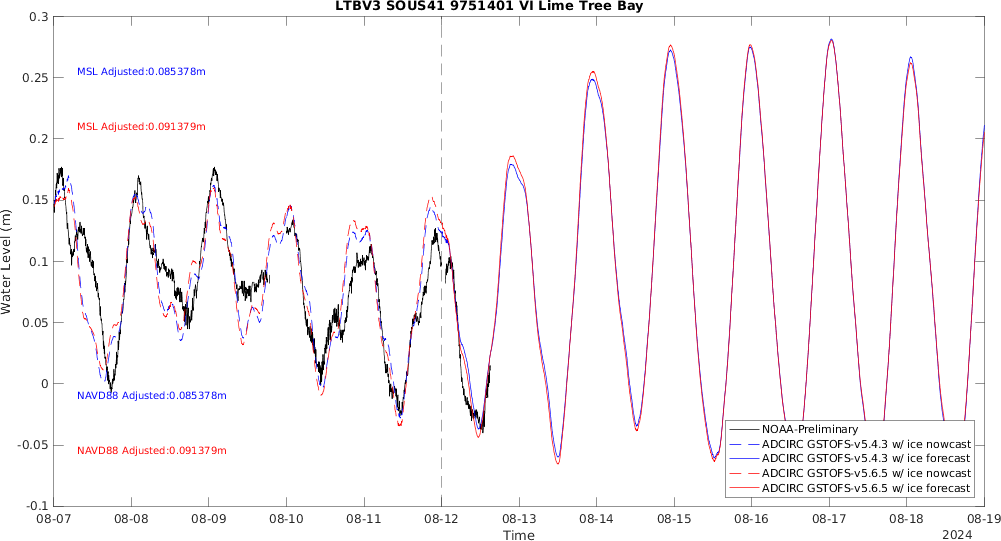 LTBV3 SOUS41 9751401 VI Lime Tree Bay
0.3
0.25
0.2
0.15
0.1
0.05
0
-0.05
-0.1
Water Level (m)
MSL Adjusted:0.085378m
MSL Adjusted:0.091379m
NAVD88 Adjusted:0.085378m
NAVD88 Adjusted:0.091379m
NOAA-Preliminary
ADCIRC GSTOFS-v5.4.3 w/ ice nowcast
ADCIRC GSTOFS-v5.4.3 w/ ice forecast
ADCIRC GSTOFS-v5.6.5 w/ ice nowcast
ADCIRC GSTOFS-v5.6.5 w/ ice forecast
08-07 08-08 08-09 08-10 08-11 08-12 08-13 08-14 08-15 08-16 08-17 08-18 08-19
Time
2024